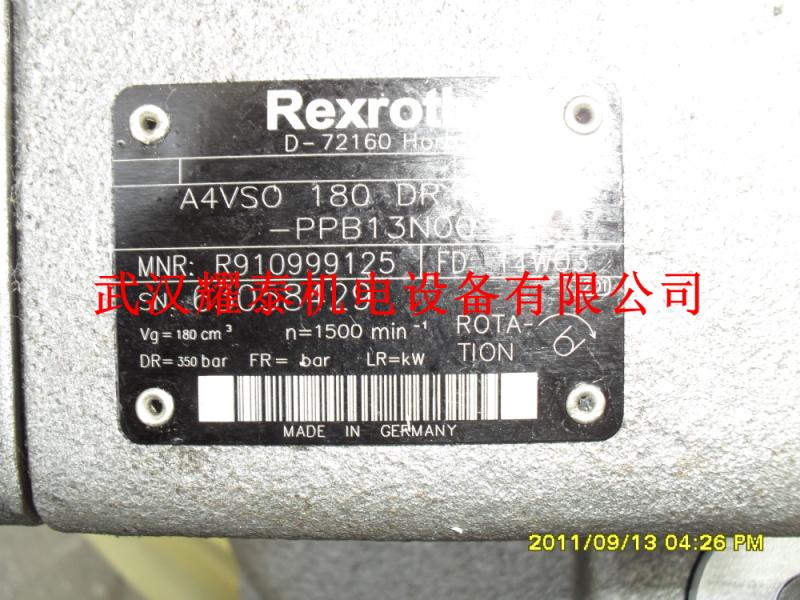 Rexroth
D-72160
A4VSO 180 DR
-PPB13N00
MNR: R910999125 FD:
武汉耀泰机电设备有限公司
SN:
Vg=180 cm³ n=1500 min⁻¹ ROTA-
DR=350 bar FR= bar LR=kW TION
MADE IN GERMANY
2011/09/13 04:26 PM